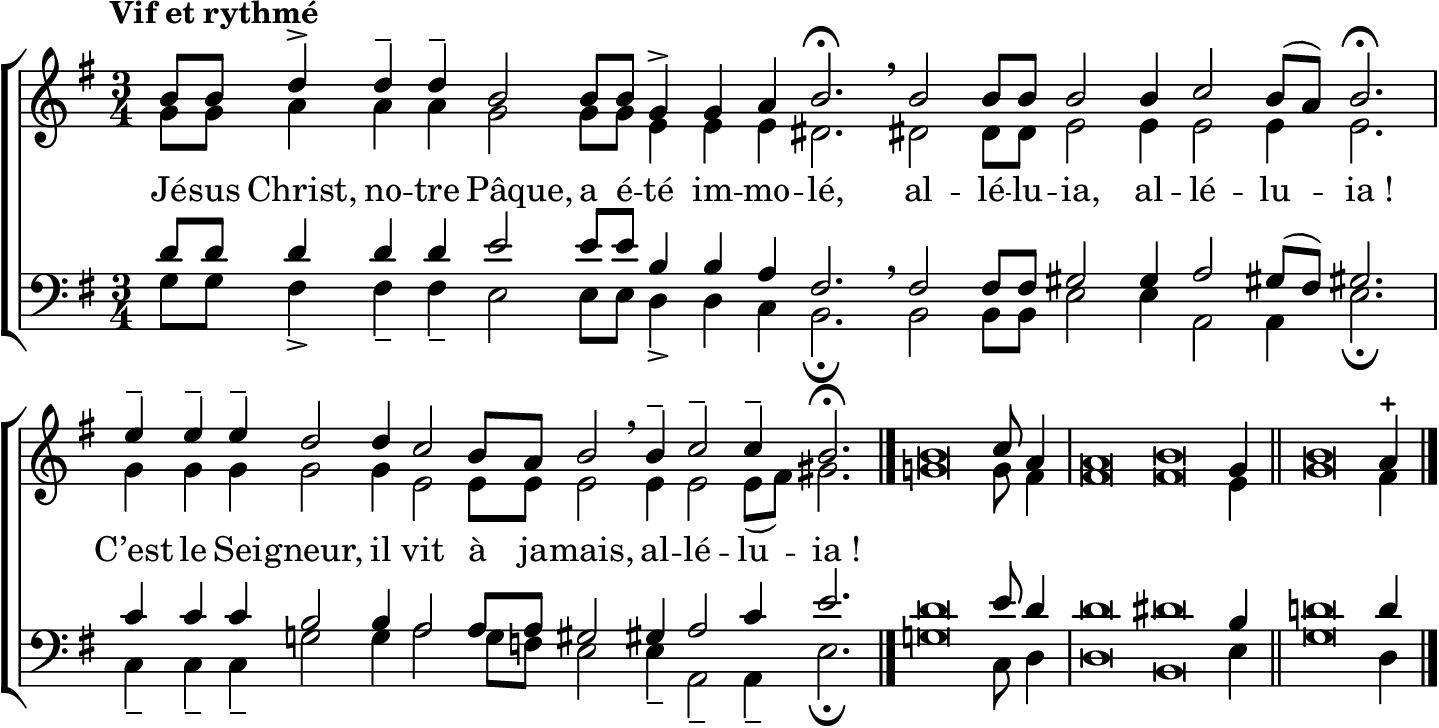 Vif et rythmé
Jésus Christ, no -- tre Pâque, a é -- té im -- mo -- lé, al -- lé -- lu -- ia, al -- lé -- lu -- ia !
C’est le Seigneur, il vit à jamais, al -- lé -- lu -- ia !